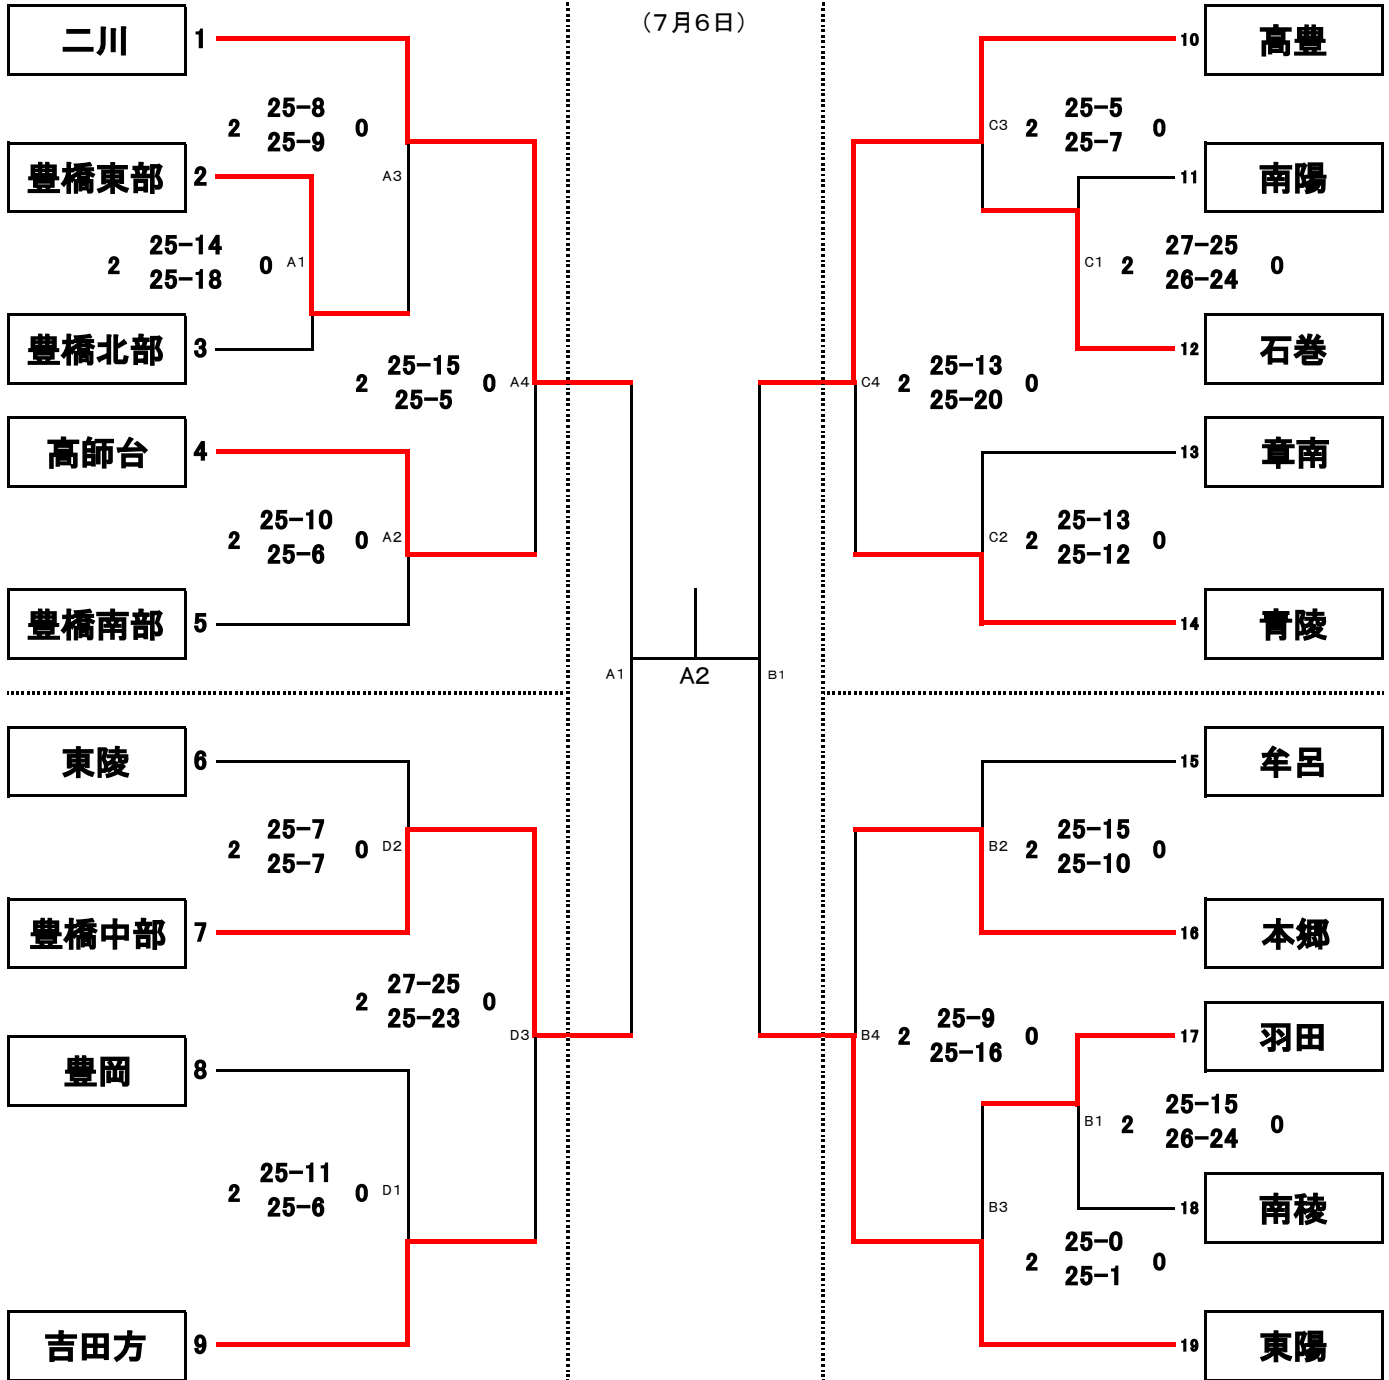 (7月6日)
二川 1
25-8
2 0
25-9
A3
豊橋東部 2
25-14
2 0 A1
25-18
豊橋北部 3
25-15
2 0 A4
25-5
高師台 4
25-10
2 0 A2
25-6
豊橋南部 5
東陵 6
25-7
2 0 D2
25-7
豊橋中部 7
27-25
2 0
25-23
D3
豊岡 8
25-11
2 0 D1
25-6
吉田方 9
A1 A2 B1
10 高豊
25-5
C3 2 0
25-7
11 南陽
27-25
C1 2 0
26-24
12 石巻
25-13
C4 2 0
25-20
13 章南
25-13
C2 2 0
25-12
14 青陵
15 牟呂
25-15
B2 2 0
25-10
16 本郷
25-9
B4 2 0
25-16
17 羽田
25-15
B1 2 0
26-24
18 南稜
B3
25-0
2 0
25-1
19 東陽